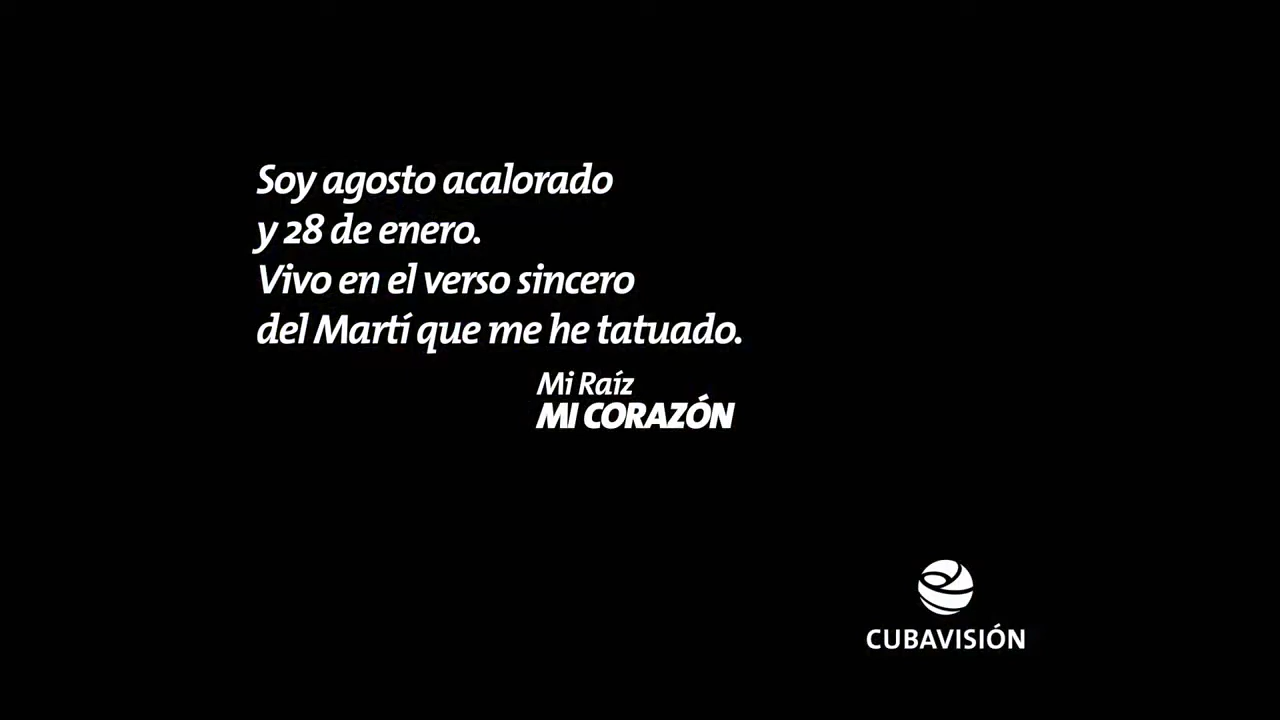 Soy agosto acalorado
y 28 de enero.
Vivo en el verso sincero
del Martí que me he tatuado.
Mi Raíz
MI CORAZÓN
CUBAVISIÓN